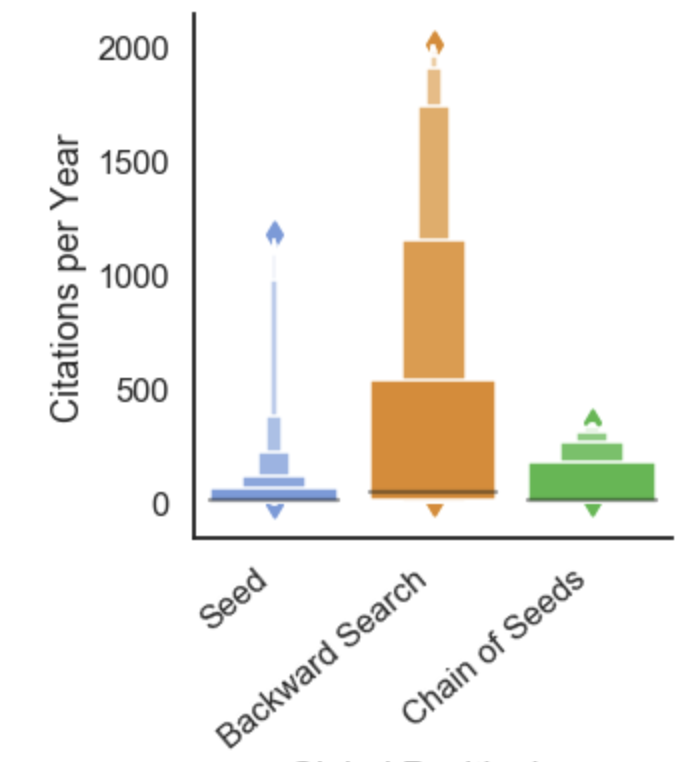 2000
1500
1000
500
0
Citations per Year
Seed
Backward Search
Chain of Seeds